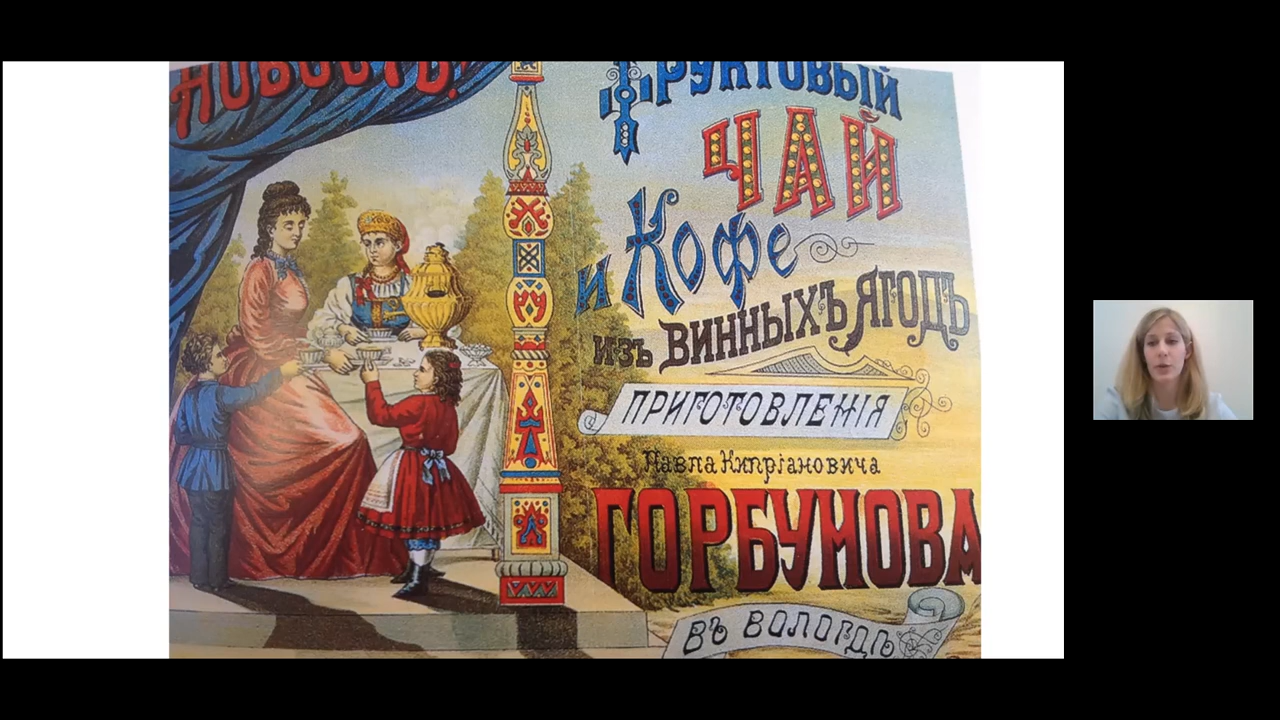 НОВОСТЬ!
ФРУКТОВЫЙ
ЧАЙ
и Кофе
изъ ВИННЫХЪ ЯГОДЪ
ПРИГОТОВЛЕНІЯ
Павла Кипріановича
ГОРБУНОВА
ВЪ ВОЛОГДѢ